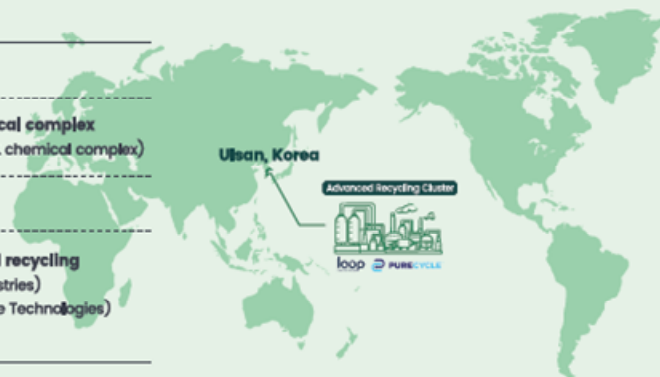 cal complex
chemical complex)
Ulsan, Korea
Advanced Recycling Cluster
loop PURECYCLE
recycling
stries)
e Technologies)